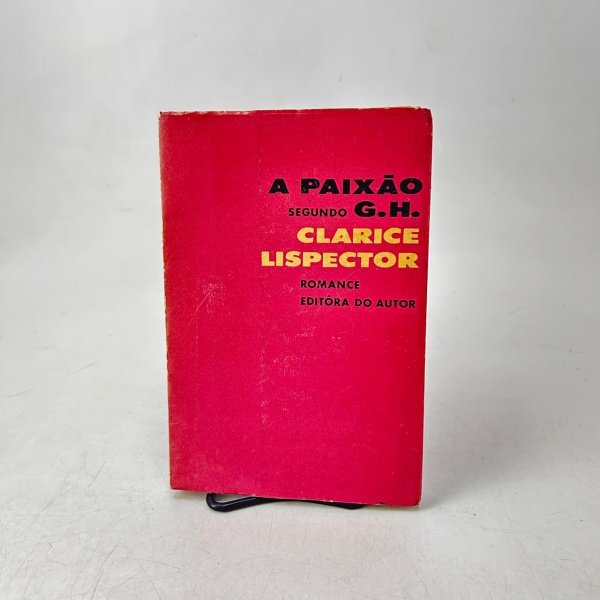 A PAIXÃO
SEGUNDO G.H.
CLARICE
LISPECTOR
ROMANCE
EDITÔRA DO AUTOR